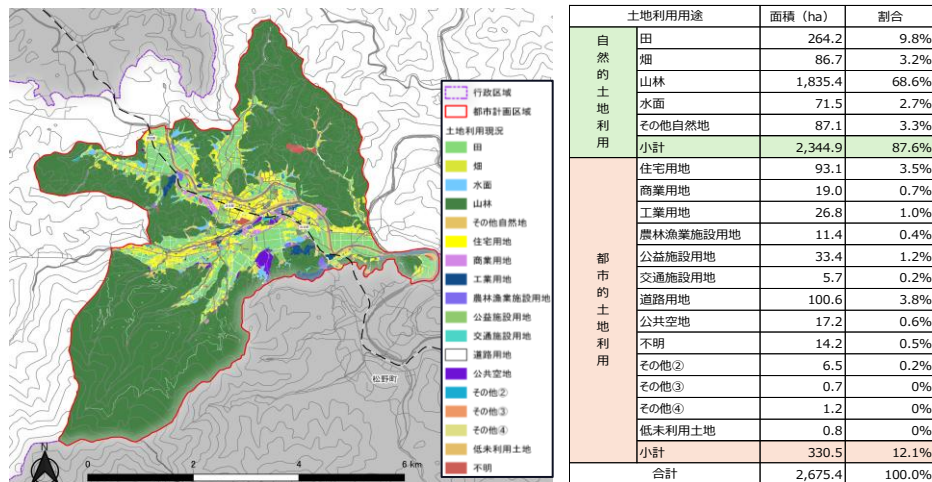 行政区域
都市計画区域
土地利用現況
田
畑
水面
山林
その他自然地
住宅用地
商業用地
工業用地
農林漁業施設用地
公益施設用地
交通施設用地
道路用地
公共空地
その他②
その他③
その他④
低未利用土地
不明
松野町
N
0 2 4 6 km
土地利用用途 面積（ha） 割合
自然的土地利用
田 264.2 9.8%
畑 86.7 3.2%
山林 1,835.4 68.6%
水面 71.5 2.7%
その他自然地 87.1 3.3%
小計 2,344.9 87.6%
都市的土地利用
住宅用地 93.1 3.5%
商業用地 19.0 0.7%
工業用地 26.8 1.0%
農林漁業施設用地 11.4 0.4%
公益施設用地 33.4 1.2%
交通施設用地 5.7 0.2%
道路用地 100.6 3.8%
公共空地 17.2 0.6%
不明 14.2 0.5%
その他② 6.5 0.2%
その他③ 0.7 0%
その他④ 1.2 0%
低未利用土地 0.8 0%
小計 330.5 12.1%
合計 2,675.4 100.0%